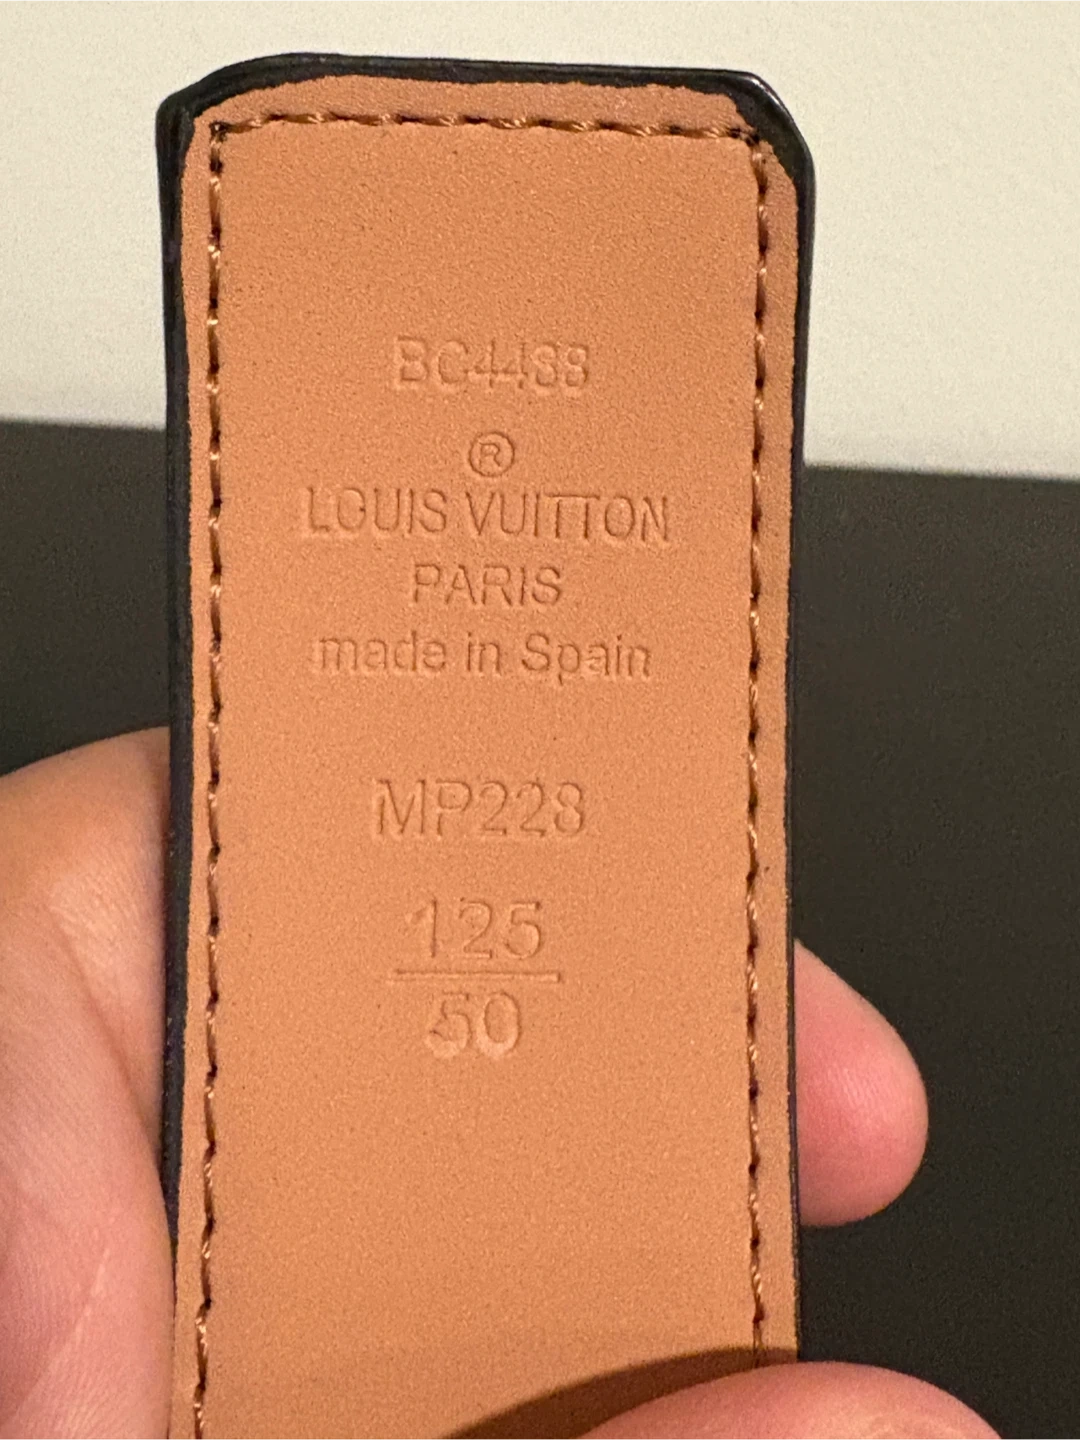 BC4488
®
LOUIS VUITTON
PARIS
made in Spain
MP228
125
50